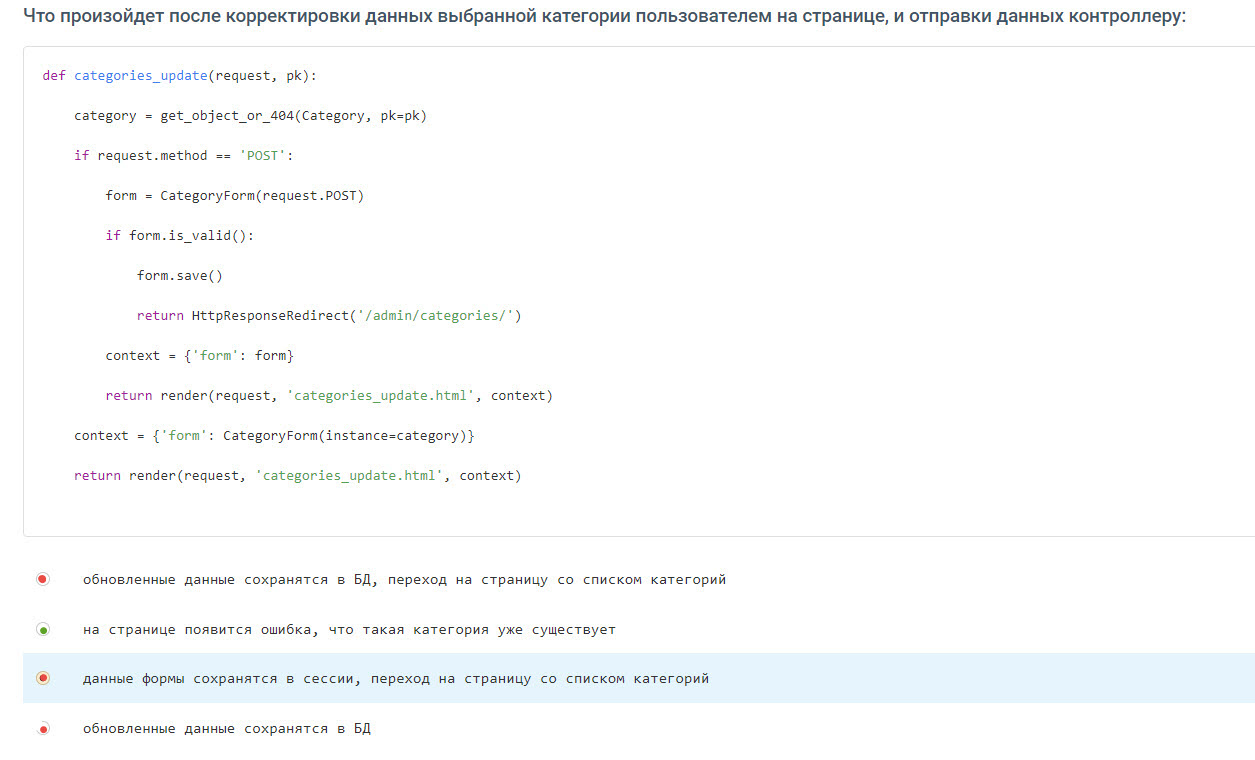 Что произойдет после корректировки данных выбранной категории пользователем на странице, и отправки данных контроллеру:
def categories_update(request, pk):
category = get_object_or_404(Category, pk=pk)
if request.method == 'POST':
form = CategoryForm(request.POST)
if form.is_valid():
form.save()
return HttpResponseRedirect('/admin/categories/')
context = {'form': form}
return render(request, 'categories_update.html', context)
context = {'form': CategoryForm(instance=category)}
return render(request, 'categories_update.html', context)
обновленные данные сохранятся в БД, переход на страницу со списком категорий
на странице появится ошибка, что такая категория уже существует
данные формы сохранятся в сессии, переход на страницу со списком категорий
обновленные данные сохранятся в БД